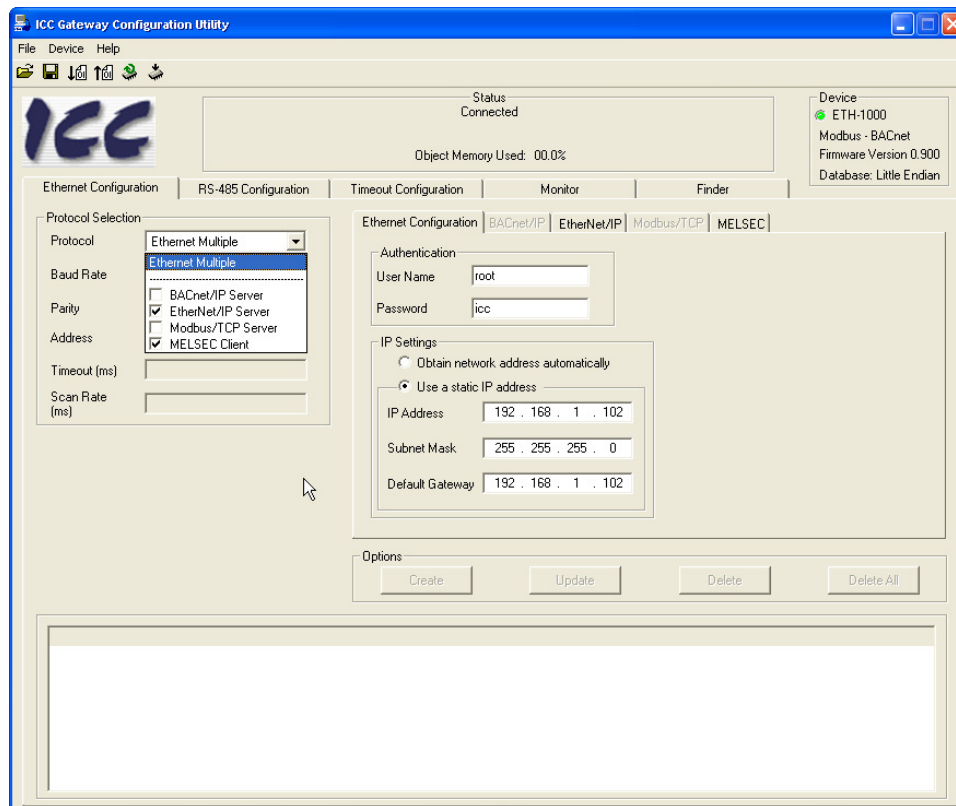 ICC Gateway Configuration Utility
File Device Help
ICC
Status
Connected
Object Memory Used: 00.0%
Device
ETH-1000
Modbus - BACnet
Firmware Version 0.900
Database: Little Endian
Ethernet Configuration
RS-485 Configuration
Timeout Configuration
Monitor
Finder
Protocol Selection
Protocol
Ethernet Multiple
Ethernet Multiple
BACnet/IP Server
EtherNet/IP Server
Modbus/TCP Server
MELSEC Client
Baud Rate
Parity
Address
Timeout (ms)
Scan Rate
(ms)
Ethernet Configuration
BACnet/IP
EtherNet/IP
Modbus/TCP
MELSEC
Authentication
User Name
root
Password
icc
IP Settings
Obtain network address automatically
Use a static IP address
IP Address 192 . 168 . 1 . 102
Subnet Mask 255 . 255 . 255 . 0
Default Gateway 192 . 168 . 1 . 102
Options
Create
Update
Delete
Delete All